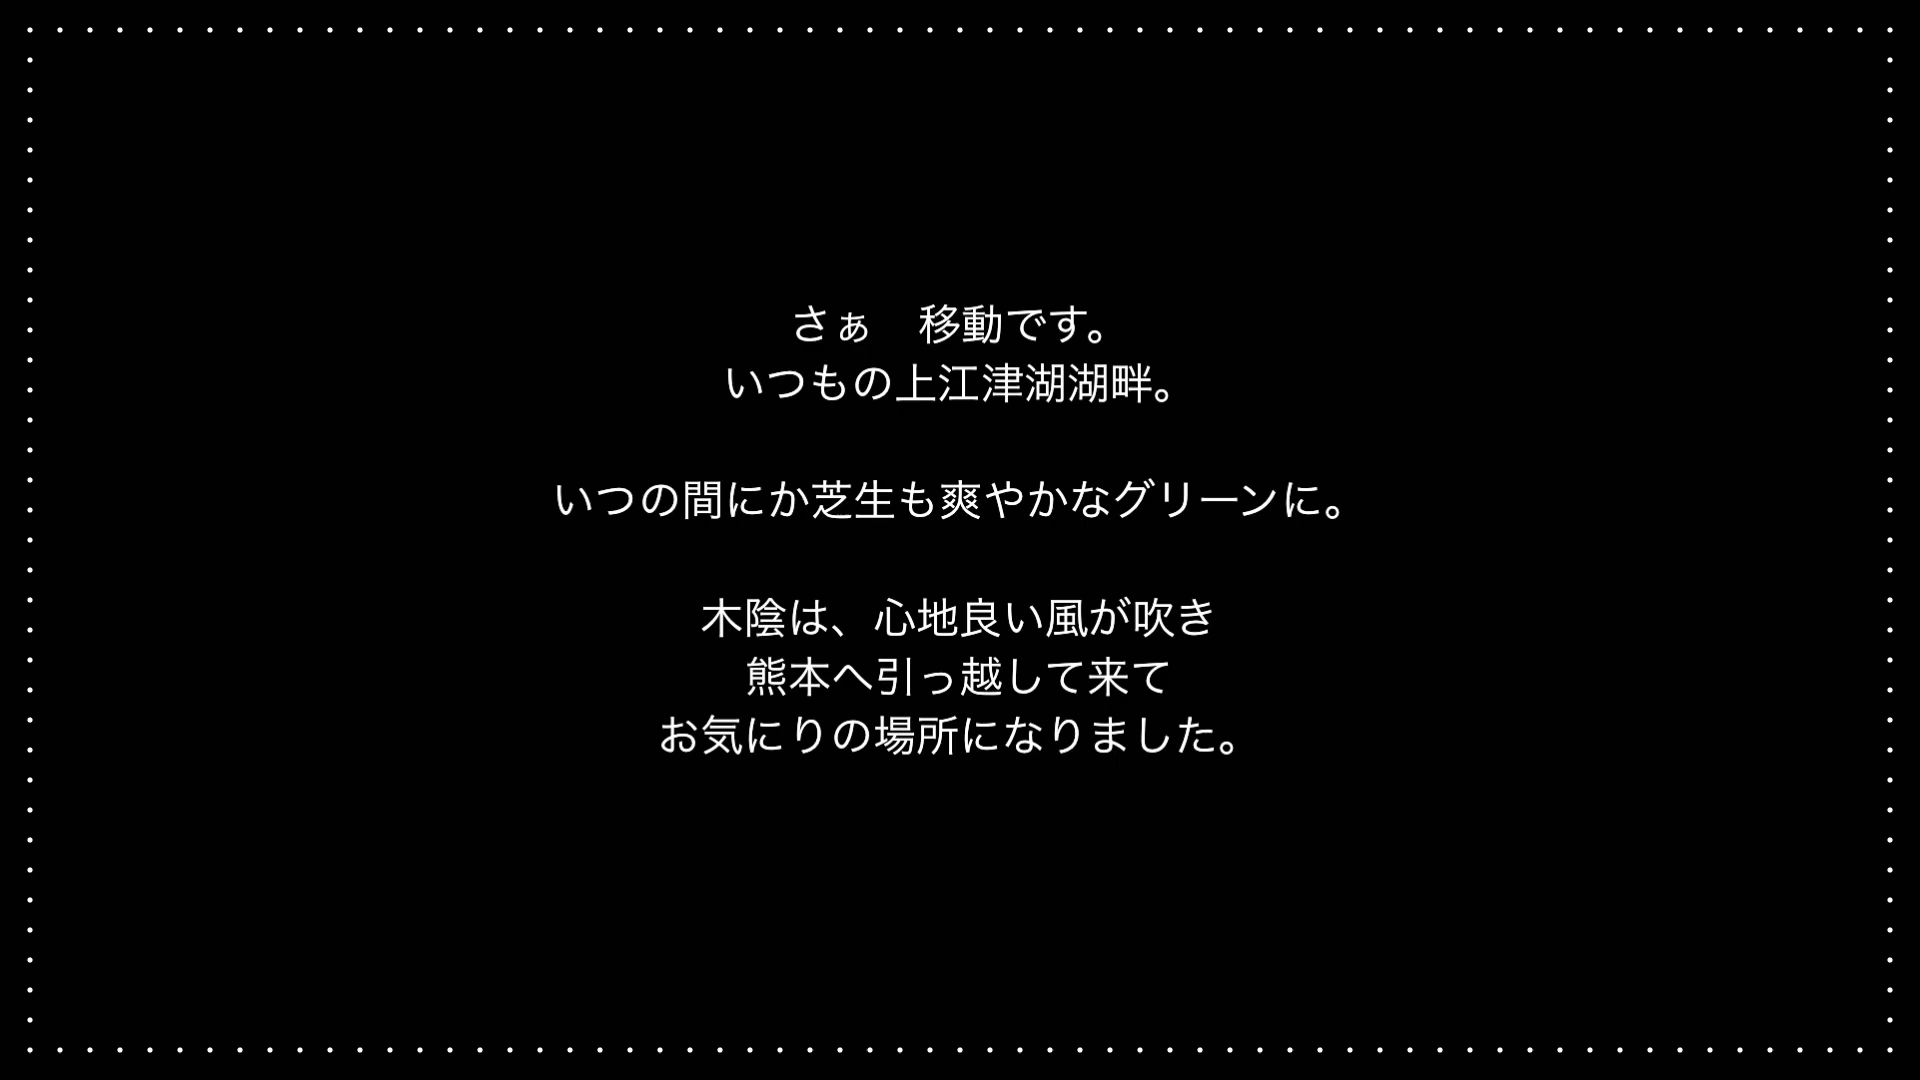 さぁ　移動です。
いつもの上江津湖湖畔。
いつの間にか芝生も爽やかなグリーンに。
木陰は、心地良い風が吹き
熊本へ引っ越して来て
お気にりの場所になりました。